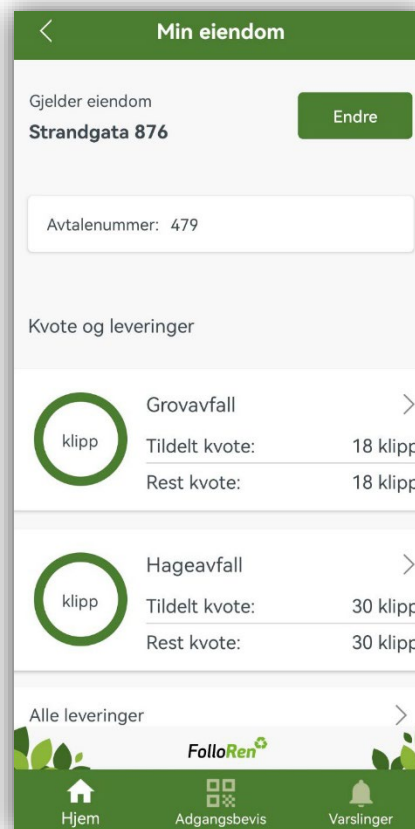 Min eiendom
Gjelder eiendom
Strandgata 876
Endre
Avtalenummer: 479
Kvote og leveringer
klipp
Grovavfall
Tildelt kvote: 18 klipp
Rest kvote: 18 klipp
klipp
Hageavfall
Tildelt kvote: 30 klipp
Rest kvote: 30 klipp
Alle leveringer
FolloRen
Hjem Adgangsbevis Varslinger